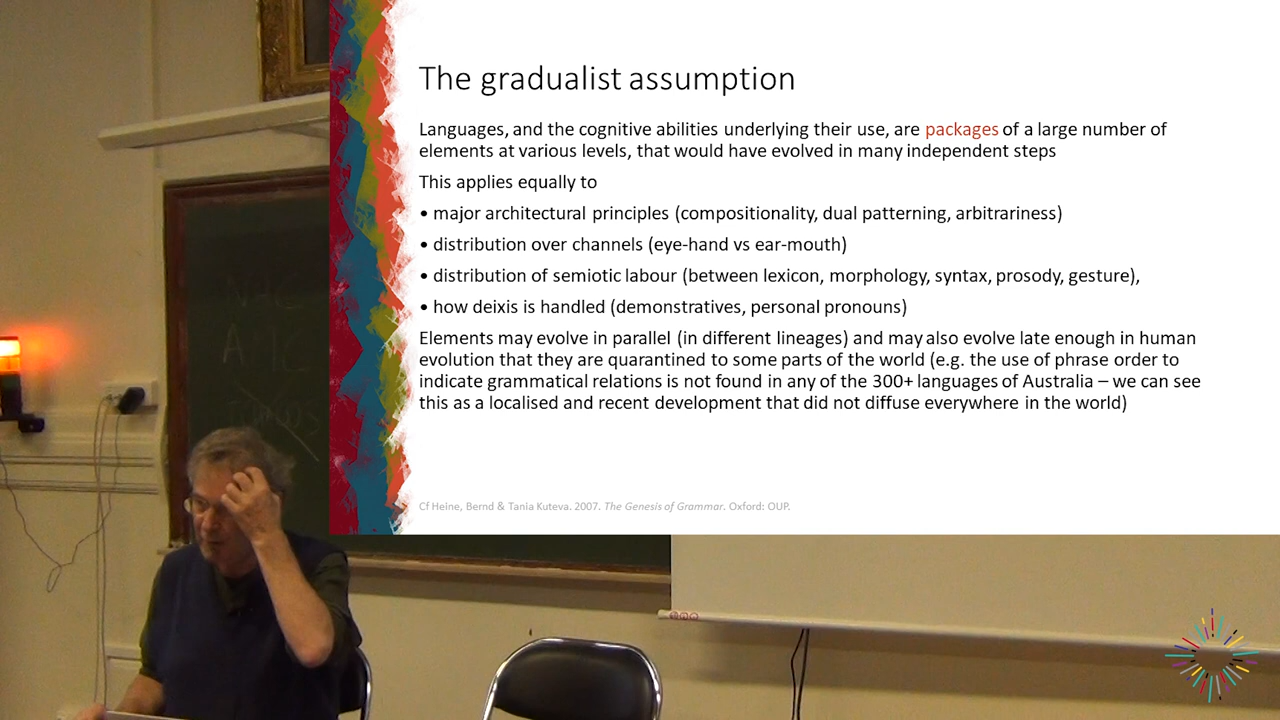 The gradualist assumption
Languages, and the cognitive abilities underlying their use, are packages of a large number of
elements at various levels, that would have evolved in many independent steps
This applies equally to
• major architectural principles (compositionality, dual patterning, arbitrariness)
• distribution over channels (eye-hand vs ear-mouth)
• distribution of semiotic labour (between lexicon, morphology, syntax, prosody, gesture),
• how deixis is handled (demonstratives, personal pronouns)
Elements may evolve in parallel (in different lineages) and may also evolve late enough in human
evolution that they are quarantined to some parts of the world (e.g. the use of phrase order to
indicate grammatical relations is not found in any of the 300+ languages of Australia – we can see
this as a localised and recent development that did not diffuse everywhere in the world)
Cf Heine, Bernd & Tania Kuteva. 2007. The Genesis of Grammar. Oxford: OUP.